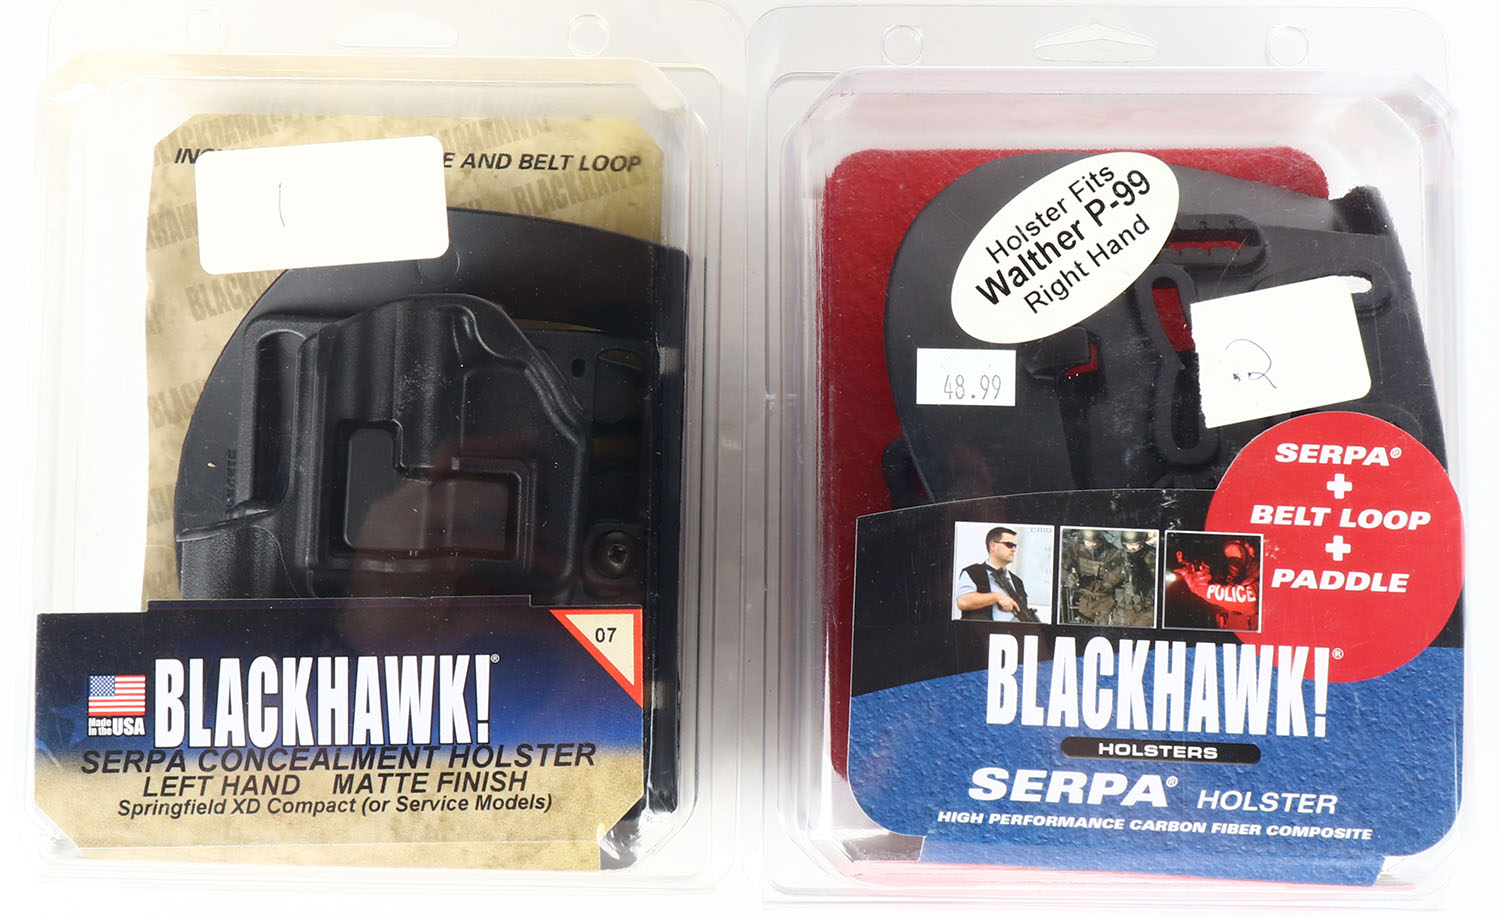 BLACKHAWK!
AND BELT LOOP
BLACKHAWK!
1
07
Made
in the USA
BLACKHAWK!®
SERPA CONCEALMENT HOLSTER
LEFT HAND MATTE FINISH
Springfield XD Compact (or Service Models)
Holster Fits
Walther P-99
Right Hand
48.99
2
SERPA®
+
BELT LOOP
+
PADDLE
POLICE
BLACKHAWK!®
HOLSTERS
SERPA® HOLSTER
HIGH PERFORMANCE CARBON FIBER COMPOSITE